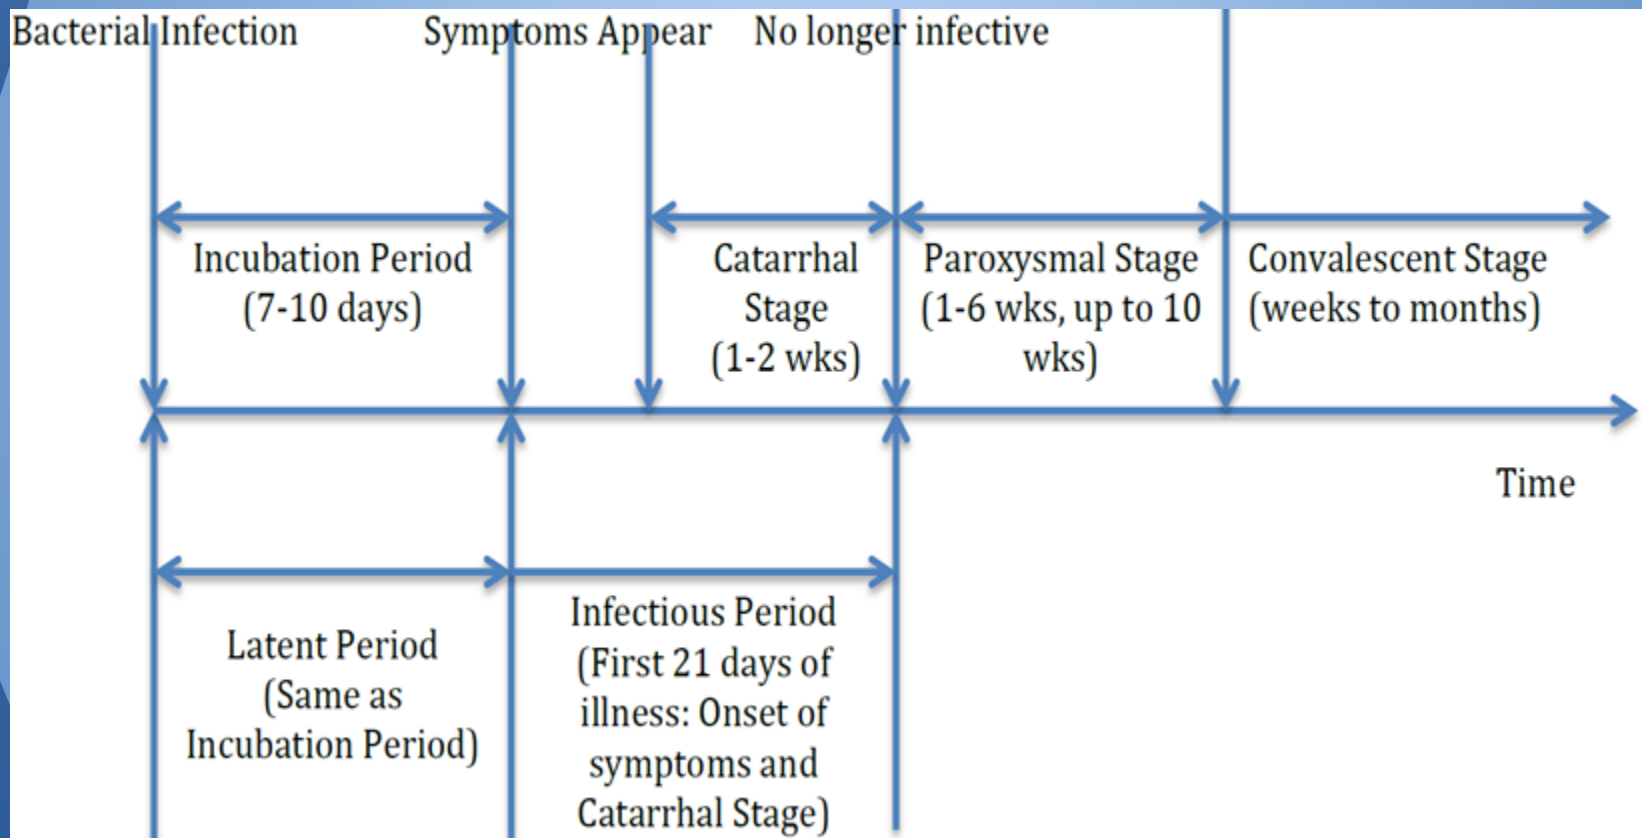 Bacterial Infection
Symptoms Appear
No longer infective
Incubation Period
(7-10 days)
Catarrhal
Stage
(1-2 wks)
Paroxysmal Stage
(1-6 wks, up to 10
wks)
Convalescent Stage
(weeks to months)
Time
Latent Period
(Same as
Incubation Period)
Infectious Period
(First 21 days of
illness: Onset of
symptoms and
Catarrhal Stage)